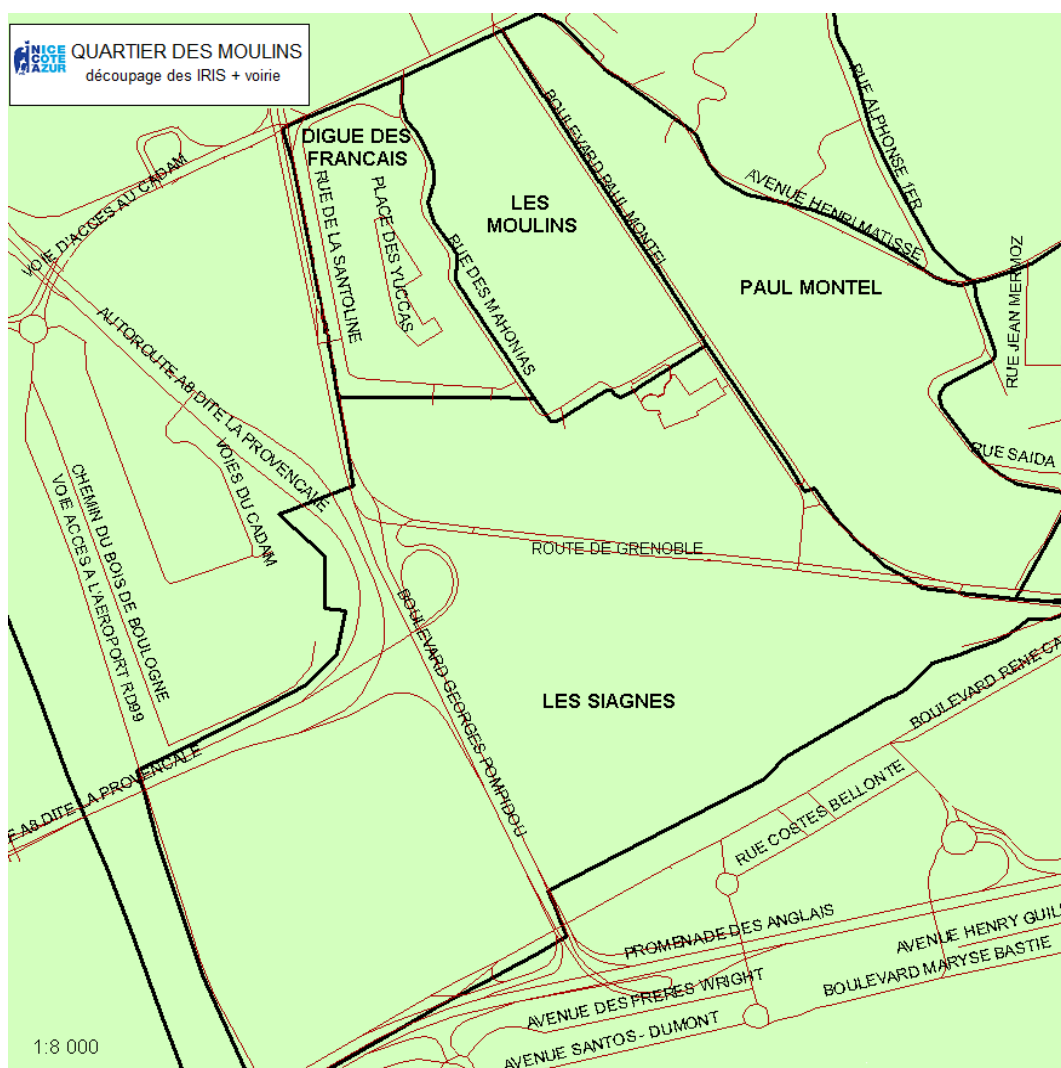 NICE
COTE
AZUR
QUARTIER DES MOULINS
découpage des IRIS + voirie
DIGUE DES
FRANCAIS
LES
MOULINS
PAUL MONTEL
LES SIAGNES
VOIE D'ACCES AU CADAM
RUE DE LA SANTOLINE
PLACE DES YUCCAS
RUE DES MAHONIAS
BOULEVARD PAUL MONTEL
RUE ALPHONSE 1ER
AVENUE HENRI MATISSE
RUE JEAN MERMOZ
RUE SAIDA
AUTOROUTE A8 DITE LA PROVENCALE
VOIES DU CADAM
CHEMIN DU BOIS DE BOULOGNE
VOIE ACCES A L'AEROPORT RD99
ROUTE DE GRENOBLE
BOULEVARD GEORGES POMPIDOU
BOULEVARD RENE CA
E A8 DITE LA PROVENCALE
RUE COSTES BELLONTE
PROMENADE DES ANGLAIS
AVENUE HENRY GUIL
BOULEVARD MARYSE BASTIE
AVENUE DES FRERES WRIGHT
AVENUE SANTOS - DUMONT
1:8 000